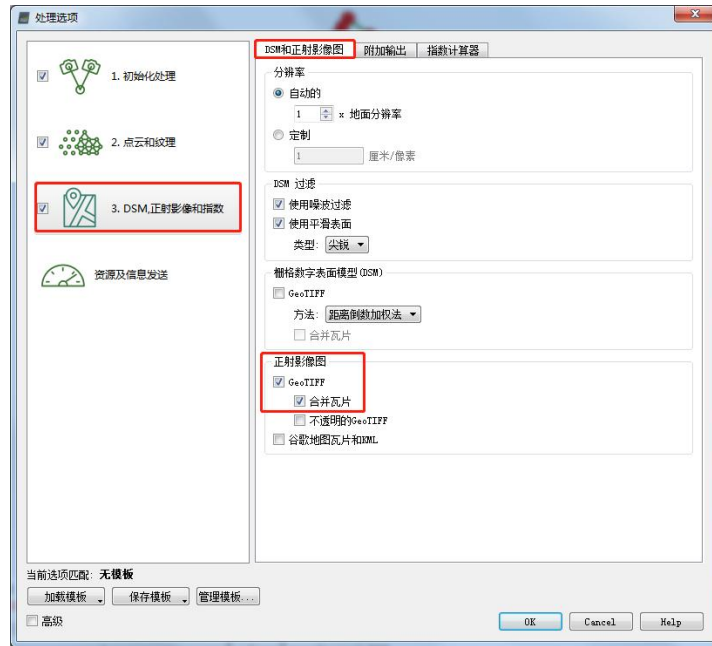 处理选项
1. 初始化处理
2. 点云和纹理
3. DSM,正射影像和指数
资源及信息发送
DSM和正射影像图 附加输出 指数计算器
分辨率
自动的
1 x 地面分辨率
定制
1 厘米/像素
DSM 过滤
使用噪波过滤
使用平滑表面
类型: 尖锐
栅格数字表面模型(DSM)
GeoTIFF
方法: 距离倒数加权法
合并瓦片
正射影像图
GeoTIFF
合并瓦片
不透明的GeoTIFF
谷歌地图瓦片和KML
当前选项匹配: 无模板
加载模板 保存模板 管理模板...
高级
OK Cancel Help